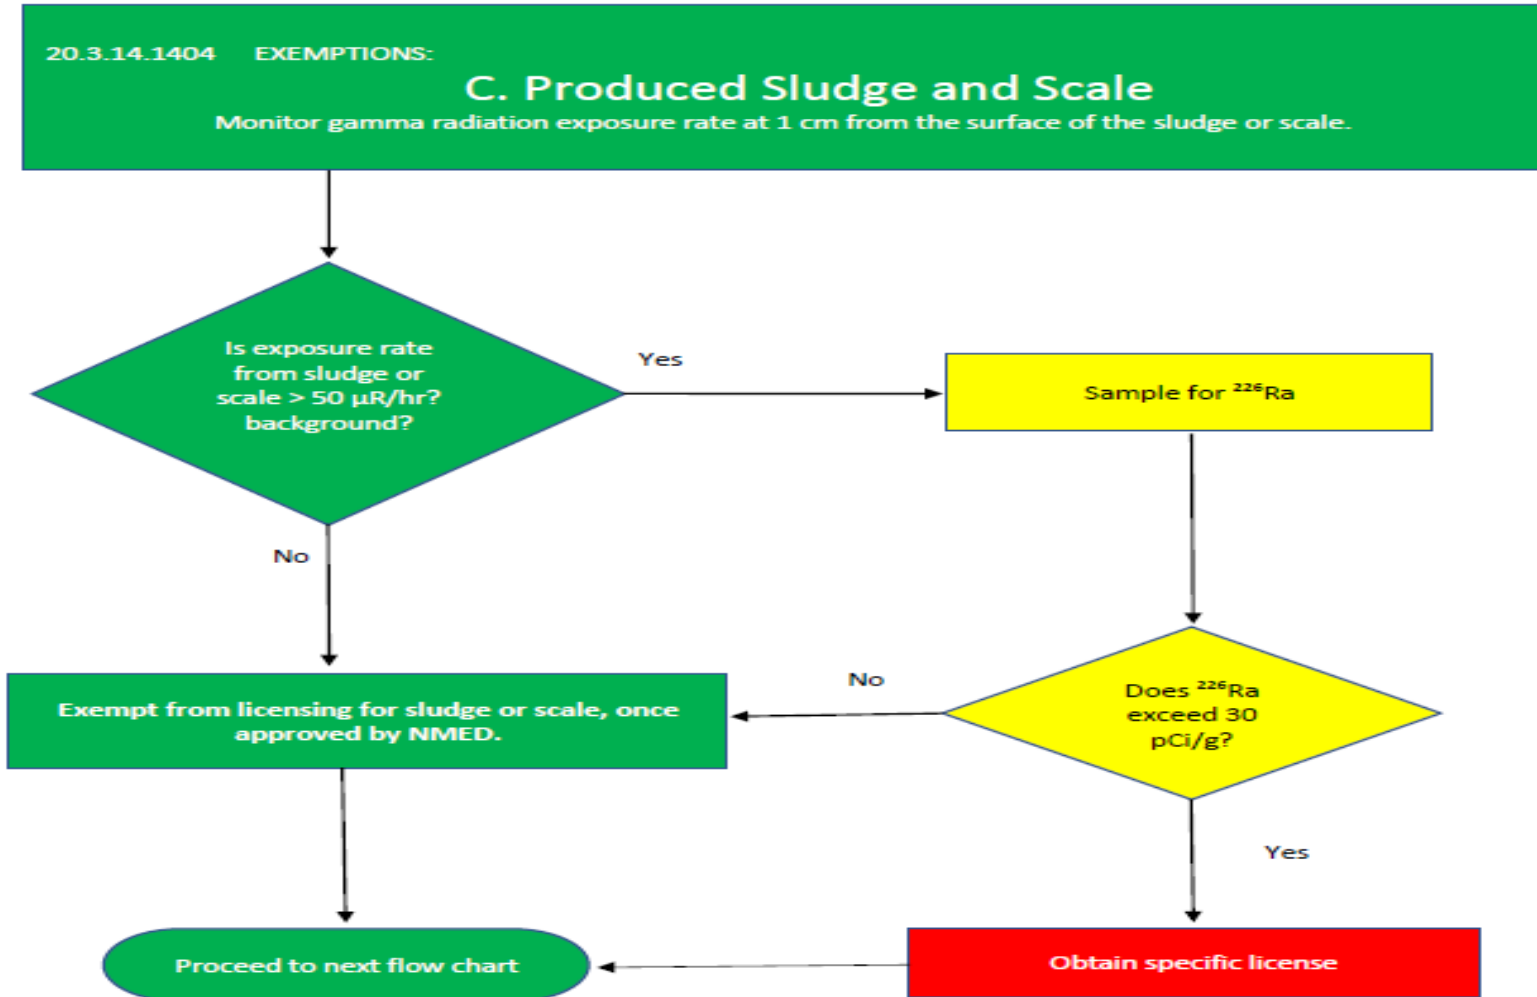 20.3.14.1404 EXEMPTIONS:
C. Produced Sludge and Scale
Monitor gamma radiation exposure rate at 1 cm from the surface of the sludge or scale.
Is exposure rate
from sludge or
scale > 50 µR/hr?
background?
Yes
Sample for ²²⁶Ra
No
Exempt from licensing for sludge or scale, once
approved by NMED.
No
Does ²²⁶Ra
exceed 30
pCi/g?
Yes
Proceed to next flow chart
Obtain specific license